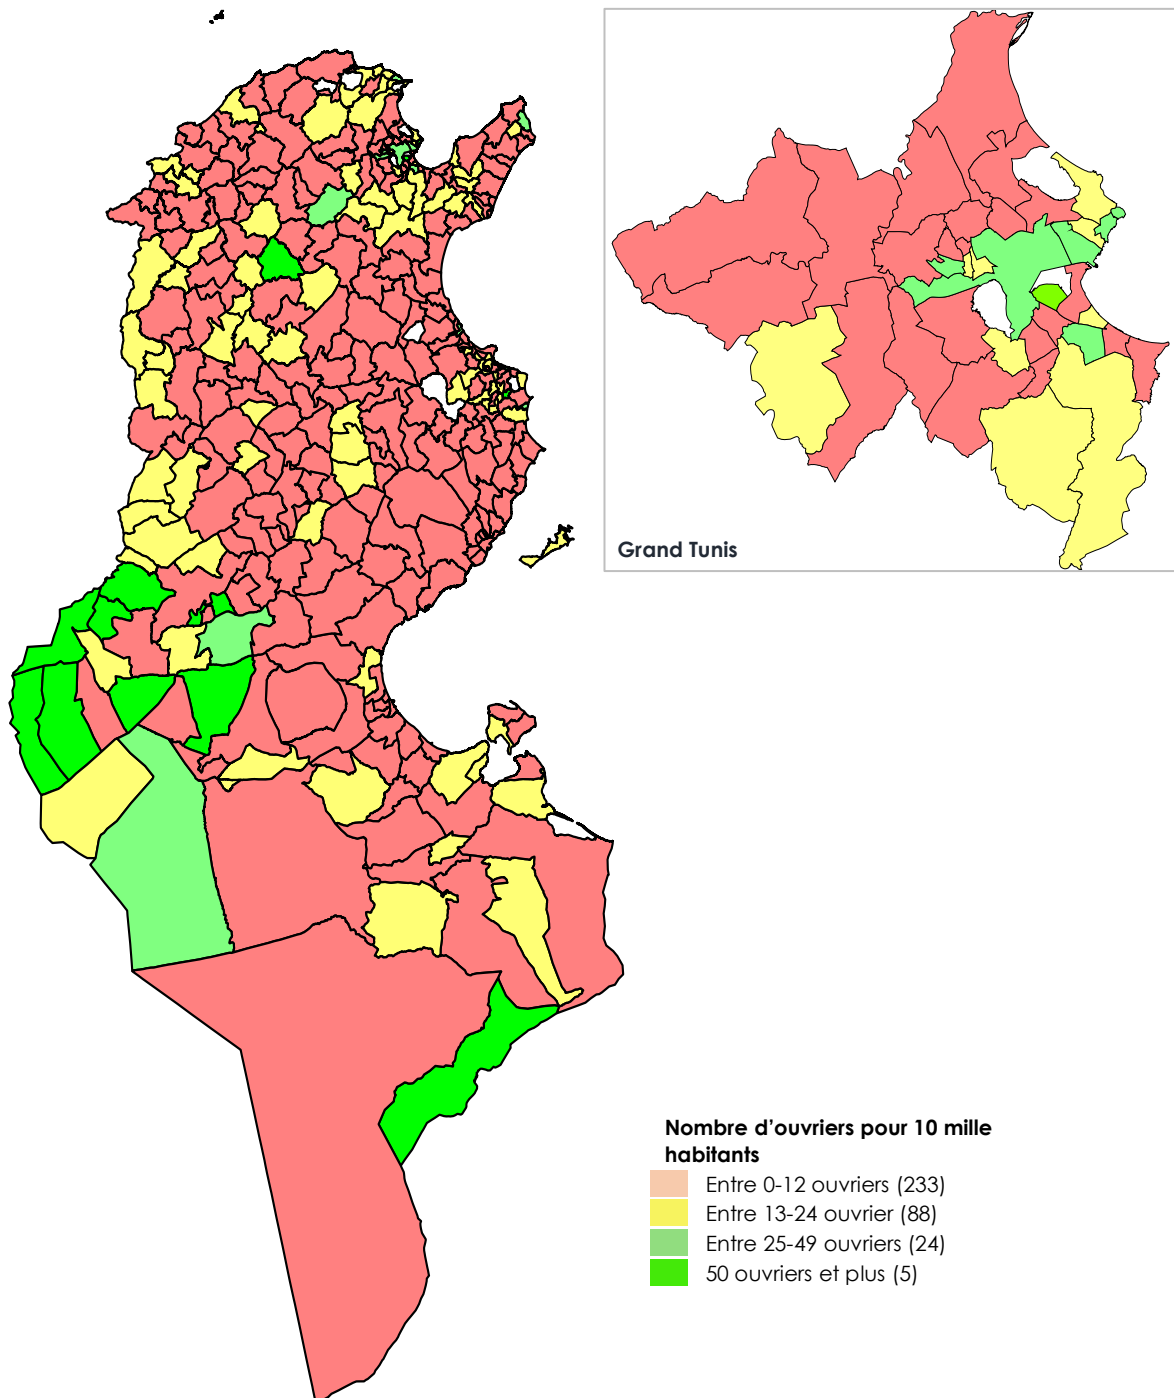 Grand Tunis
Nombre d'ouvriers pour 10 mille
habitants
Entre 0-12 ouvriers (233)
Entre 13-24 ouvrier (88)
Entre 25-49 ouvriers (24)
50 ouvriers et plus (5)